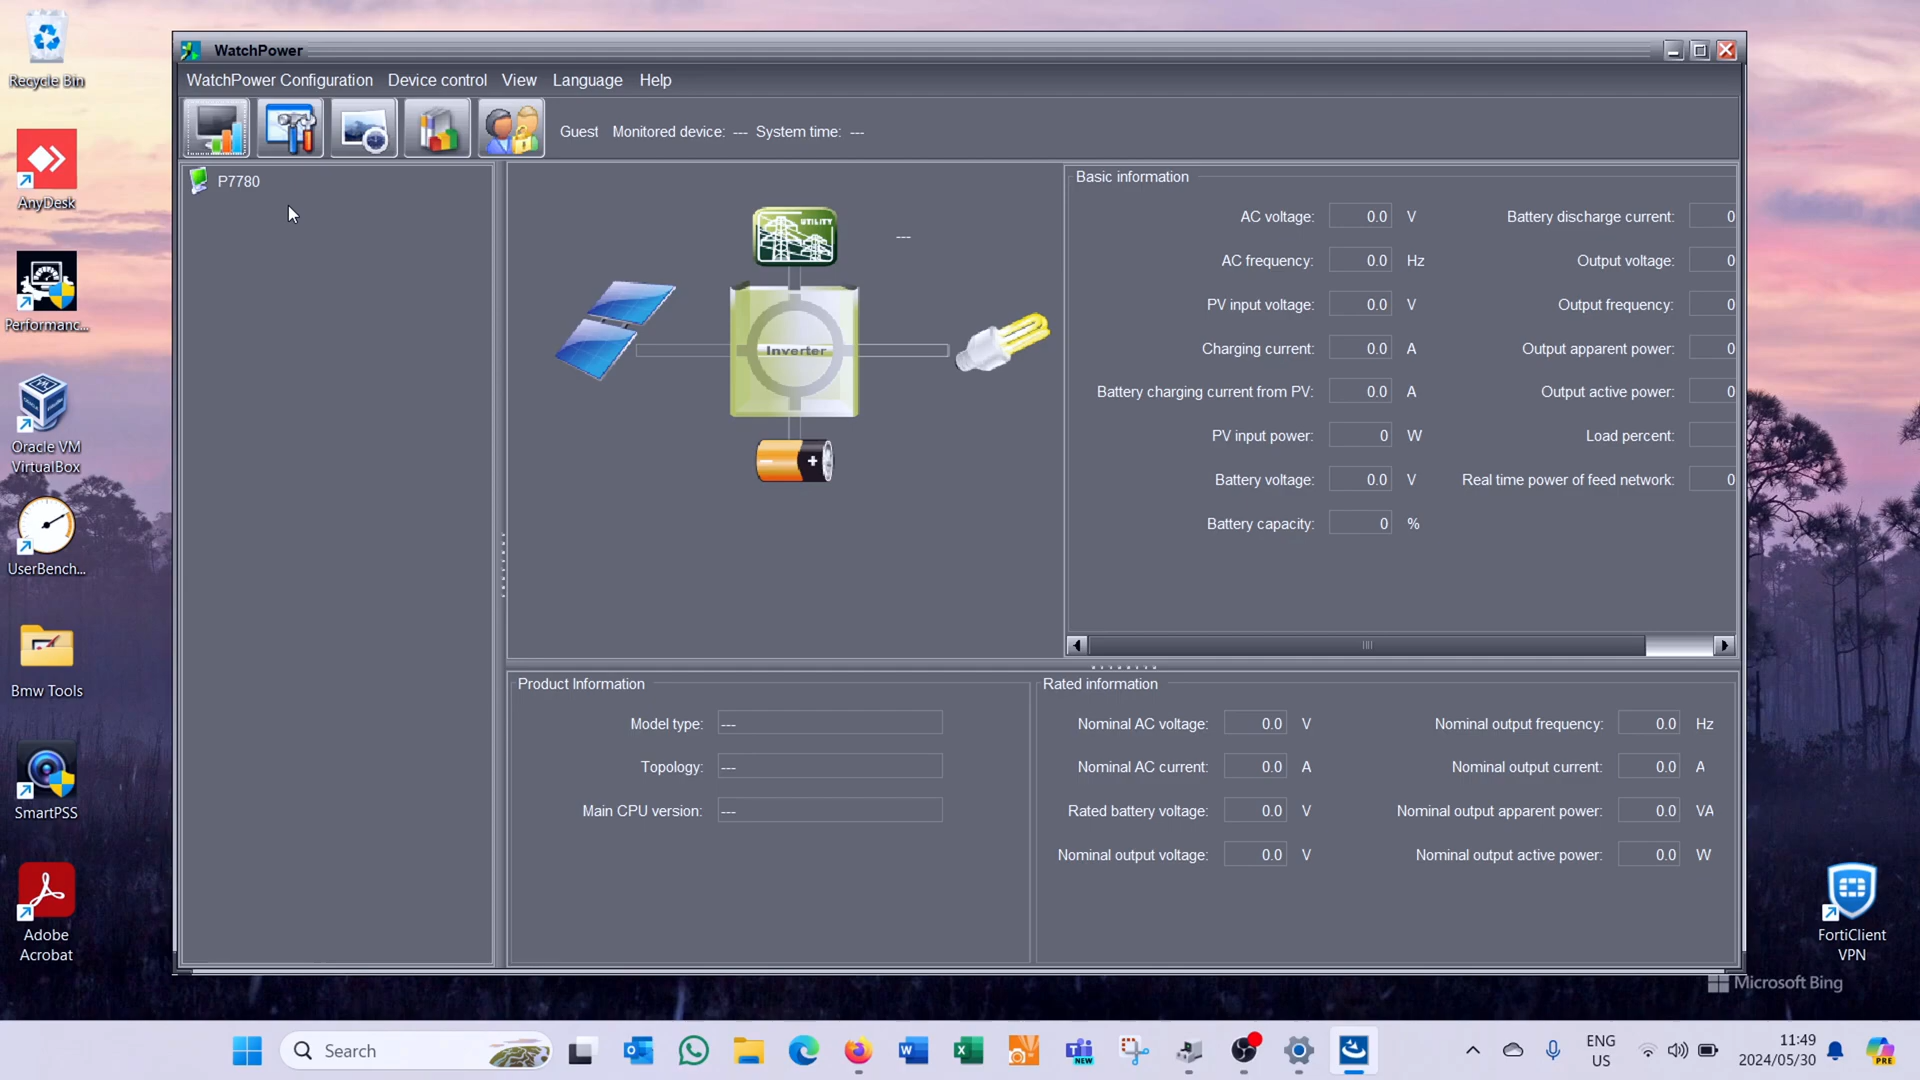 Recycle Bin
AnyDesk
Performanc...
Oracle VM
VirtualBox
UserBench...
Bmw Tools
SmartPSS
Adobe
Acrobat
WatchPower
WatchPower Configuration Device control View Language Help
Guest Monitored device: --- System time: ---
P7780
UTILITY
---
Inverter
Basic information
AC voltage: 0.0 V Battery discharge current: 0
AC frequency: 0.0 Hz Output voltage: 0
PV input voltage: 0.0 V Output frequency: 0
Charging current: 0.0 A Output apparent power: 0
Battery charging current from PV: 0.0 A Output active power: 0
PV input power: 0 W Load percent:
Battery voltage: 0.0 V Real time power of feed network: 0
Battery capacity: 0 %
Product Information
Model type: ---
Topology: ---
Main CPU version: ---
Rated information
Nominal AC voltage: 0.0 V Nominal output frequency: 0.0 Hz
Nominal AC current: 0.0 A Nominal output current: 0.0 A
Rated battery voltage: 0.0 V Nominal output apparent power: 0.0 VA
Nominal output voltage: 0.0 V Nominal output active power: 0.0 W
FortiClient
VPN
Microsoft Bing
Search
NEW
ENG
US
11:49
2024/05/30
PRE